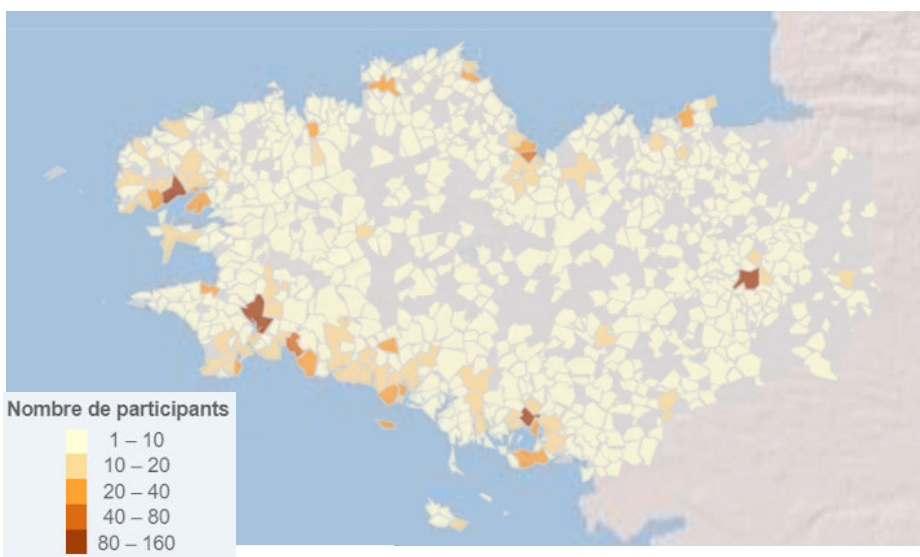 Nombre de participants
1 – 10
10 – 20
20 – 40
40 – 80
80 – 160